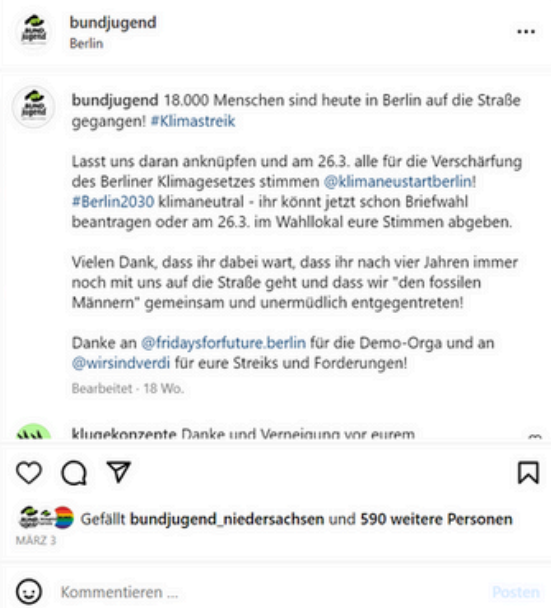 bundjugend
Berlin
bundjugend 18.000 Menschen sind heute in Berlin auf die Straße
gegangen! #Klimastreik
Lasst uns daran anknüpfen und am 26.3. alle für die Verschärfung
des Berliner Klimagesetzes stimmen @klimaneustartberlin!
#Berlin2030 klimaneutral - ihr könnt jetzt schon Briefwahl
beantragen oder am 26.3. im Wahllokal eure Stimmen abgeben.
Vielen Dank, dass ihr dabei wart, dass ihr nach vier Jahren immer
noch mit uns auf die Straße geht und dass wir "den fossilen
Männern" gemeinsam und unermüdlich entgegentreten!
Danke an @fridaysforfuture.berlin für die Demo-Orga und an
@wirsindverdi für eure Streiks und Forderungen!
Bearbeitet · 18 Wo.
klugekonzepte Danke und Verneigung vor eurem
Gefällt bundjugend_niedersachsen und 590 weitere Personen
MÄRZ 3
Kommentieren ...
Posten